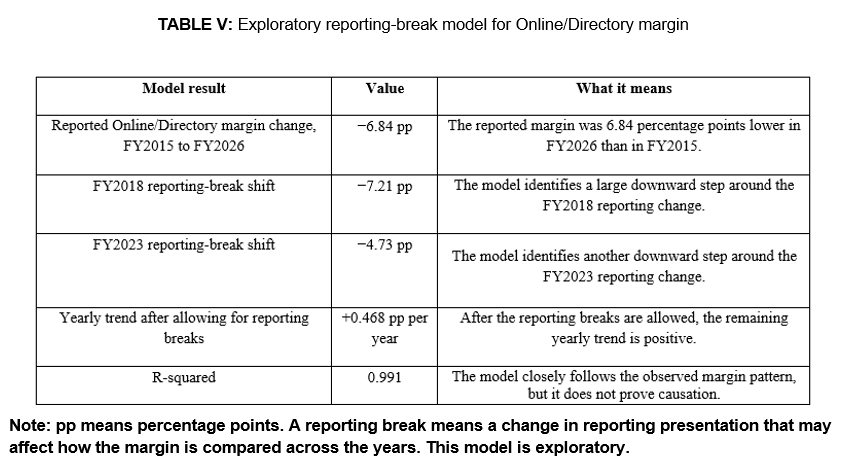 TABLE V: Exploratory reporting-break model for Online/Directory margin
Model result
Value
What it means
Reported Online/Directory margin change,
FY2015 to FY2026
−6.84 pp
The reported margin was 6.84 percentage points lower in
FY2026 than in FY2015.
FY2018 reporting-break shift
−7.21 pp
The model identifies a large downward step around the
FY2018 reporting change.
FY2023 reporting-break shift
−4.73 pp
The model identifies another downward step around the
FY2023 reporting change.
Yearly trend after allowing for reporting
breaks
+0.468 pp per
year
After the reporting breaks are allowed, the remaining
yearly trend is positive.
R-squared
0.991
The model closely follows the observed margin pattern,
but it does not prove causation.
Note: pp means percentage points. A reporting break means a change in reporting presentation that may
affect how the margin is compared across the years. This model is exploratory.